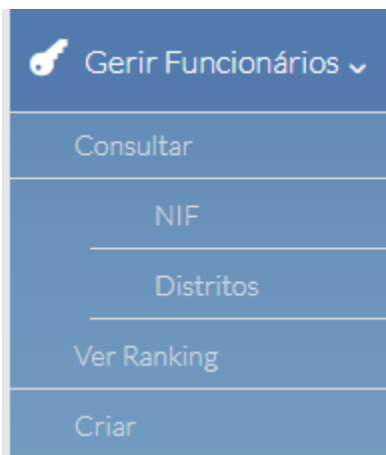 Gerir Funcionários
Consultar
NIF
Distritos
Ver Ranking
Criar